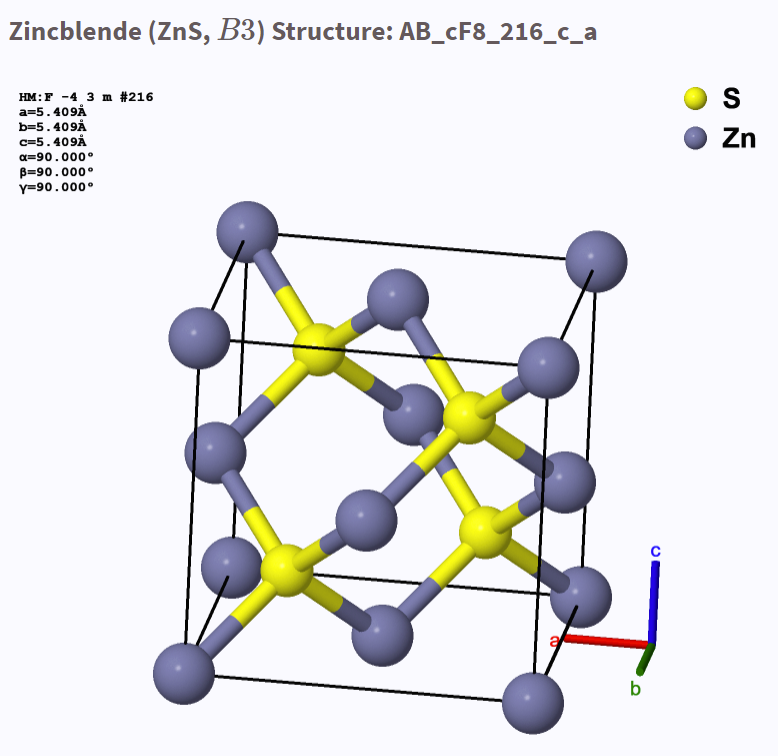 Zincblende (ZnS, B3) Structure: AB_cF8_216_c_a
HM:F -4 3 m #216
a=5.409Å
b=5.409Å
c=5.409Å
α=90.000°
β=90.000°
γ=90.000°
S
Zn
c
a
b